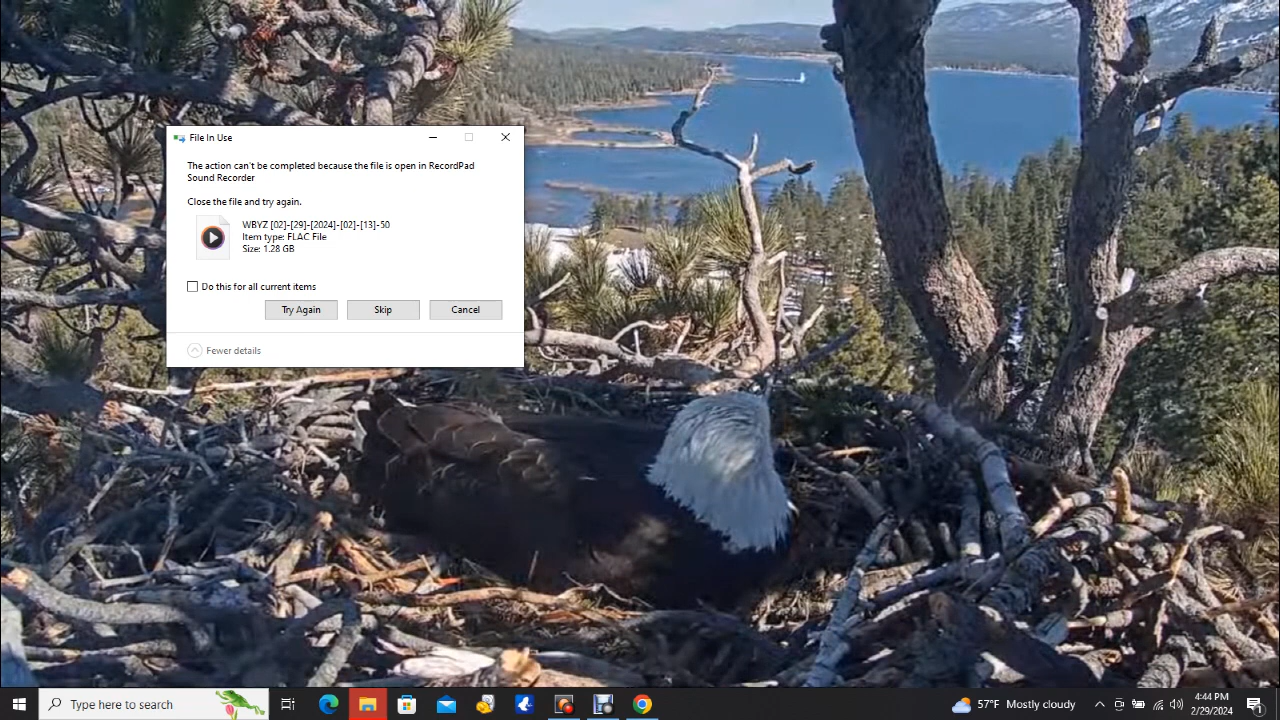 File In Use
The action can't be completed because the file is open in RecordPad
Sound Recorder
Close the file and try again.
WBYZ [02]-[29]-[2024]-[02]-[13]-50
Item type: FLAC File
Size: 1.28 GB
Do this for all current items
Try Again Skip Cancel
Fewer details
Type here to search
57°F Mostly cloudy
4:44 PM
2/29/2024
1